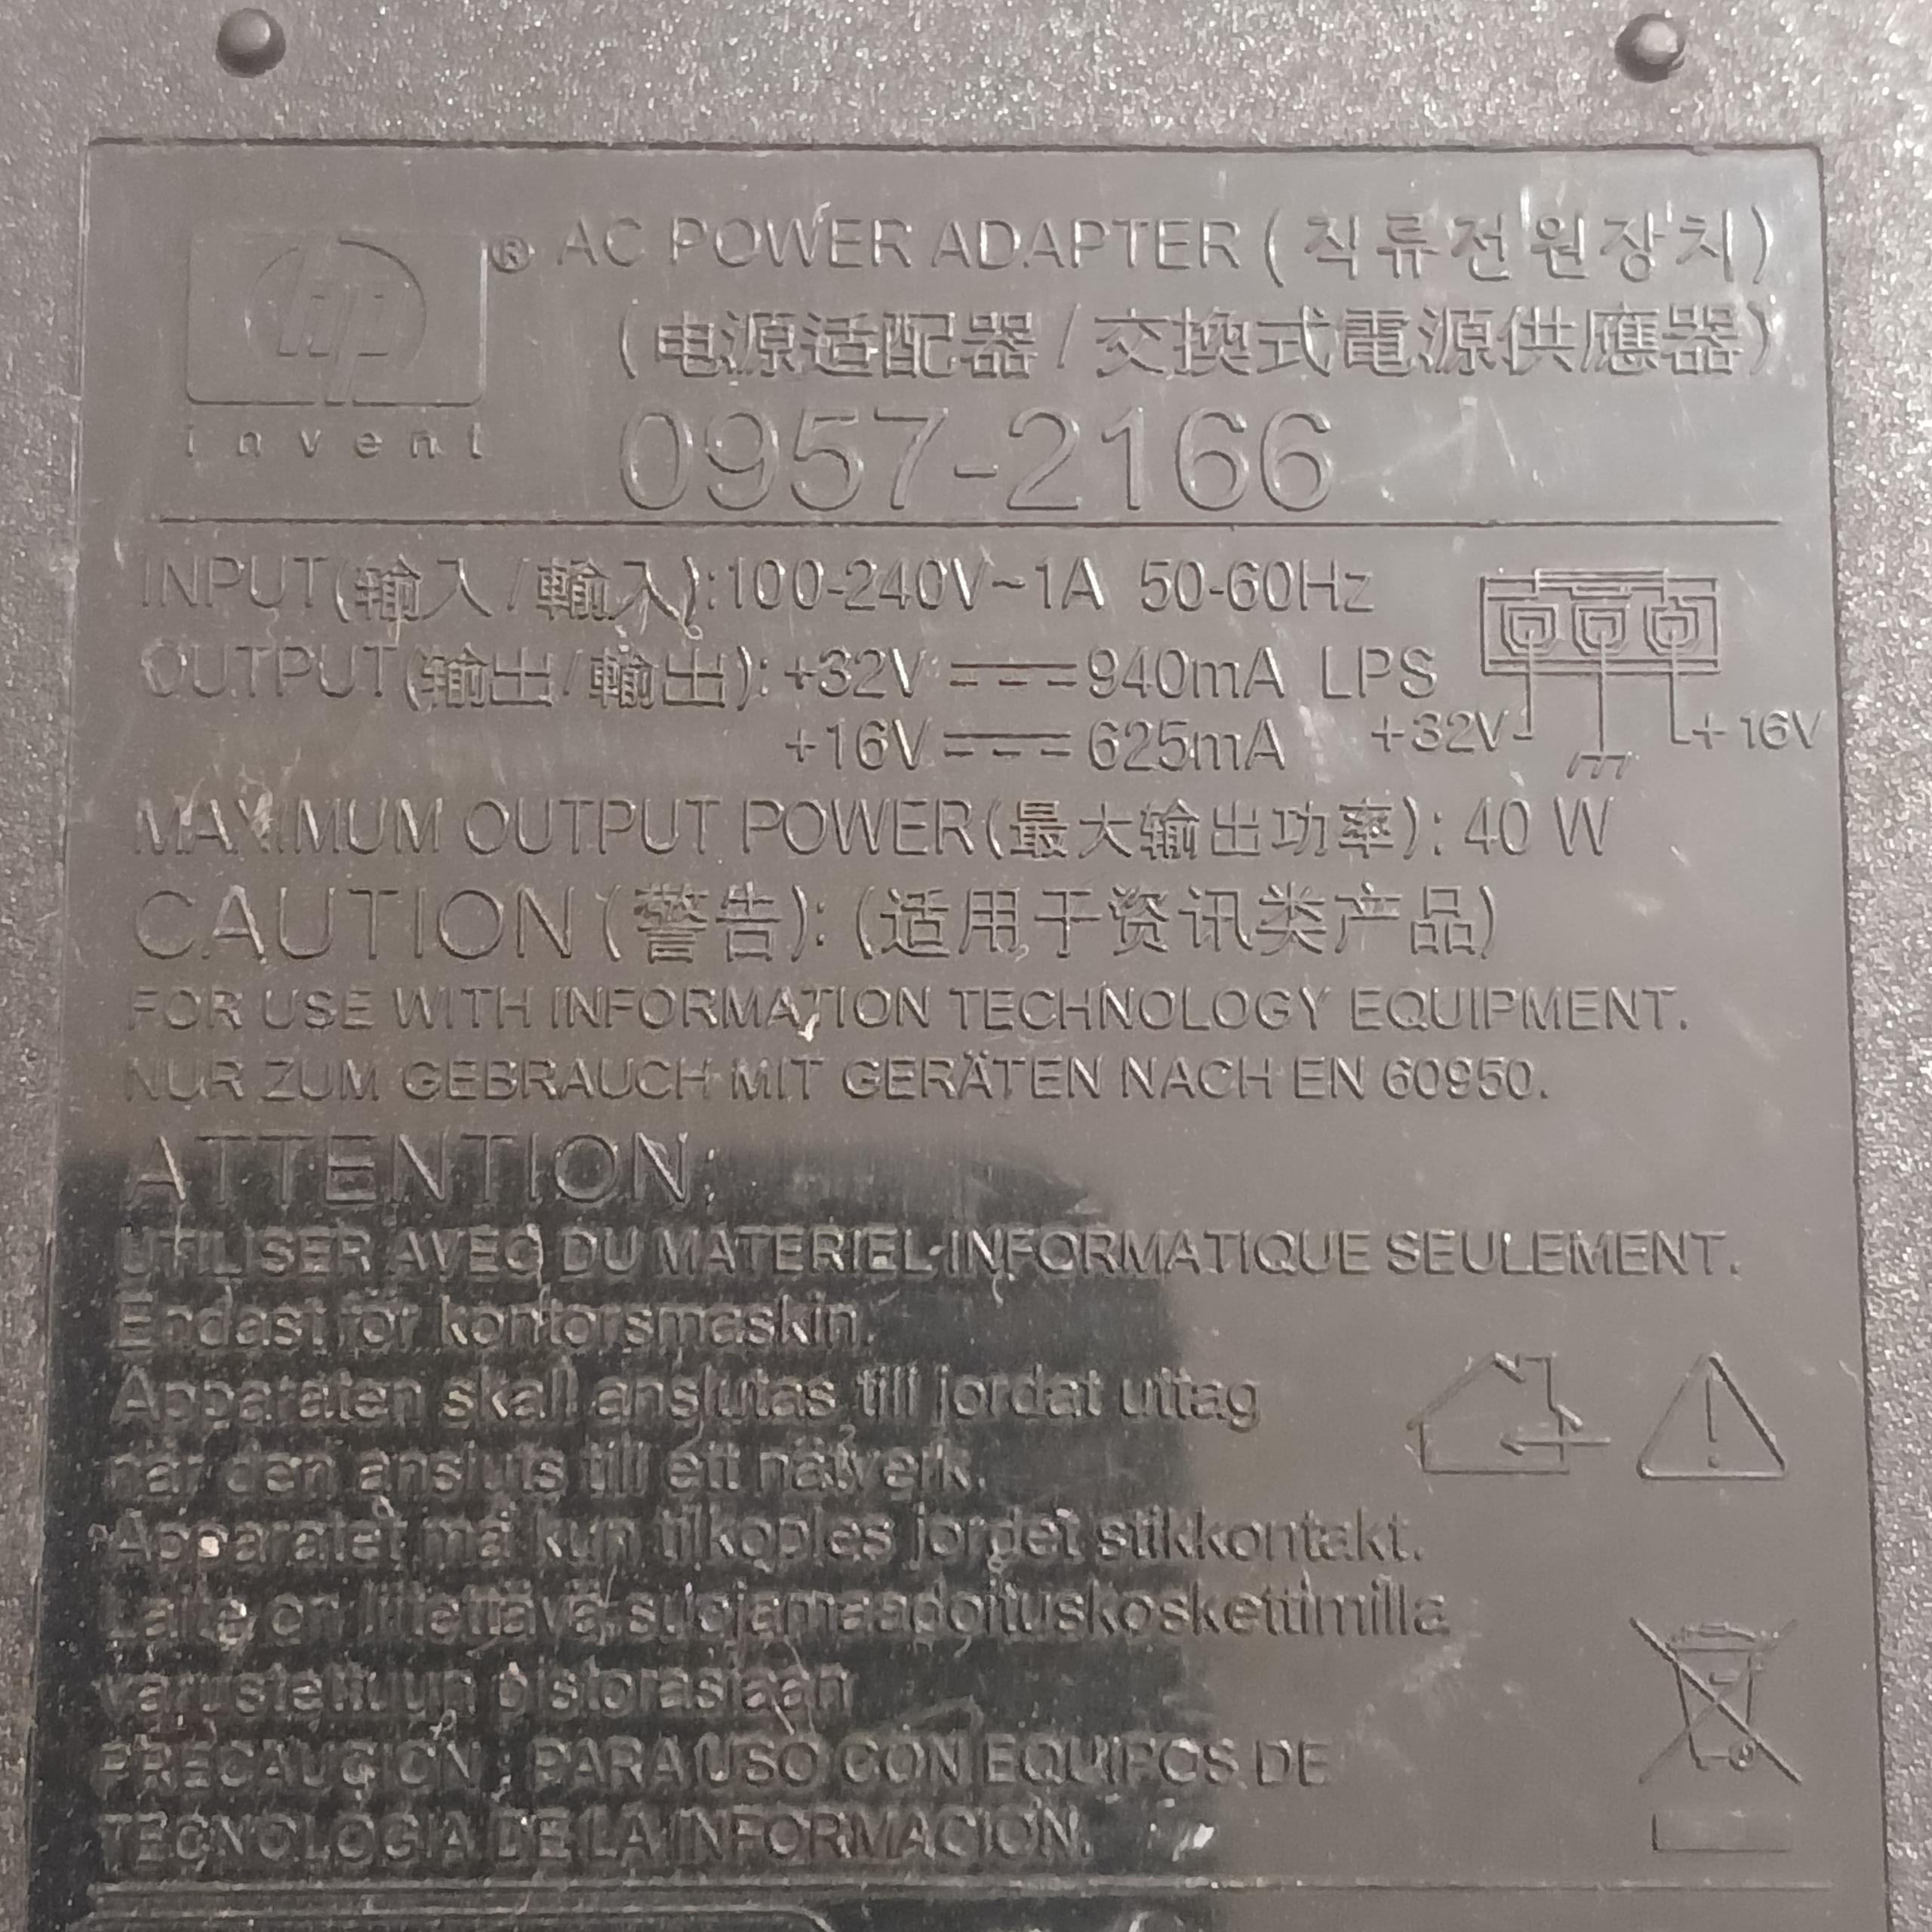 hp ® AC POWER ADAPTER (직류전원장치)
(电源适配器/交換式電源供應器)
invent
0957-2166
INPUT(输入/輸入):100-240V~1A 50-60Hz
OUTPUT(输出/輸出): +32V ⎓ 940mA LPS
+16V ⎓ 625mA
+32V +16V
MAXIMUM OUTPUT POWER(最大输出功率): 40 W
CAUTION (警告): (适用于资讯类产品)
FOR USE WITH INFORMATION TECHNOLOGY EQUIPMENT.
NUR ZUM GEBRAUCH MIT GERÄTEN NACH EN 60950.
ATTENTION:
UTILISER AVEC DU MATERIEL INFORMATIQUE SEULEMENT.
Endast för kontorsmaskin.
Apparaten skall anslutas till jordat uttag
när den ansluts till ett nätverk.
Apparatet må kun tilkoples jordet stikkontakt.
Laite on liitettävä suojamaadoituskoskettimilla
varustettuun pistorasiaan
PRECAUCION : PARA USO CON EQUIPOS DE
TECNOLOGIA DE LA INFORMACION.